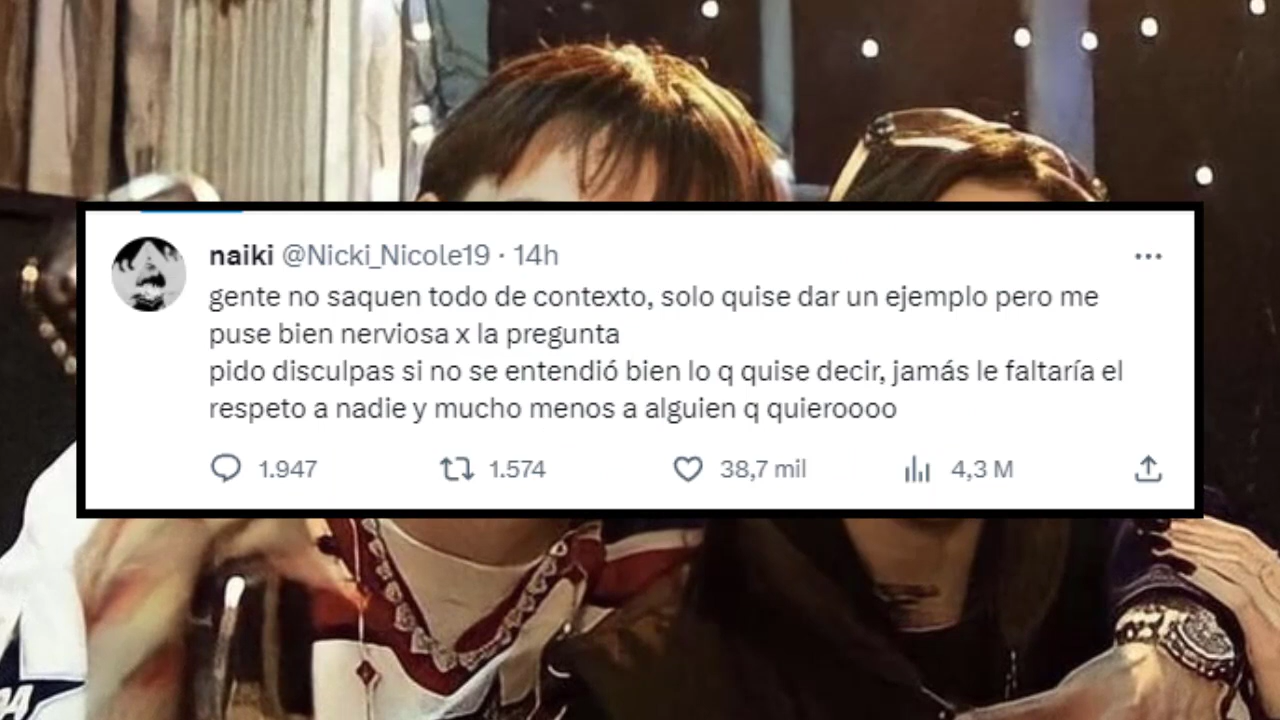 naiki @Nicki_Nicole19 · 14h
gente no saquen todo de contexto, solo quise dar un ejemplo pero me
puse bien nerviosa x la pregunta
pido disculpas si no se entendió bien lo q quise decir, jamás le faltaría el
respeto a nadie y mucho menos a alguien q quieroooo
1.947 1.574 38,7 mil 4,3 M